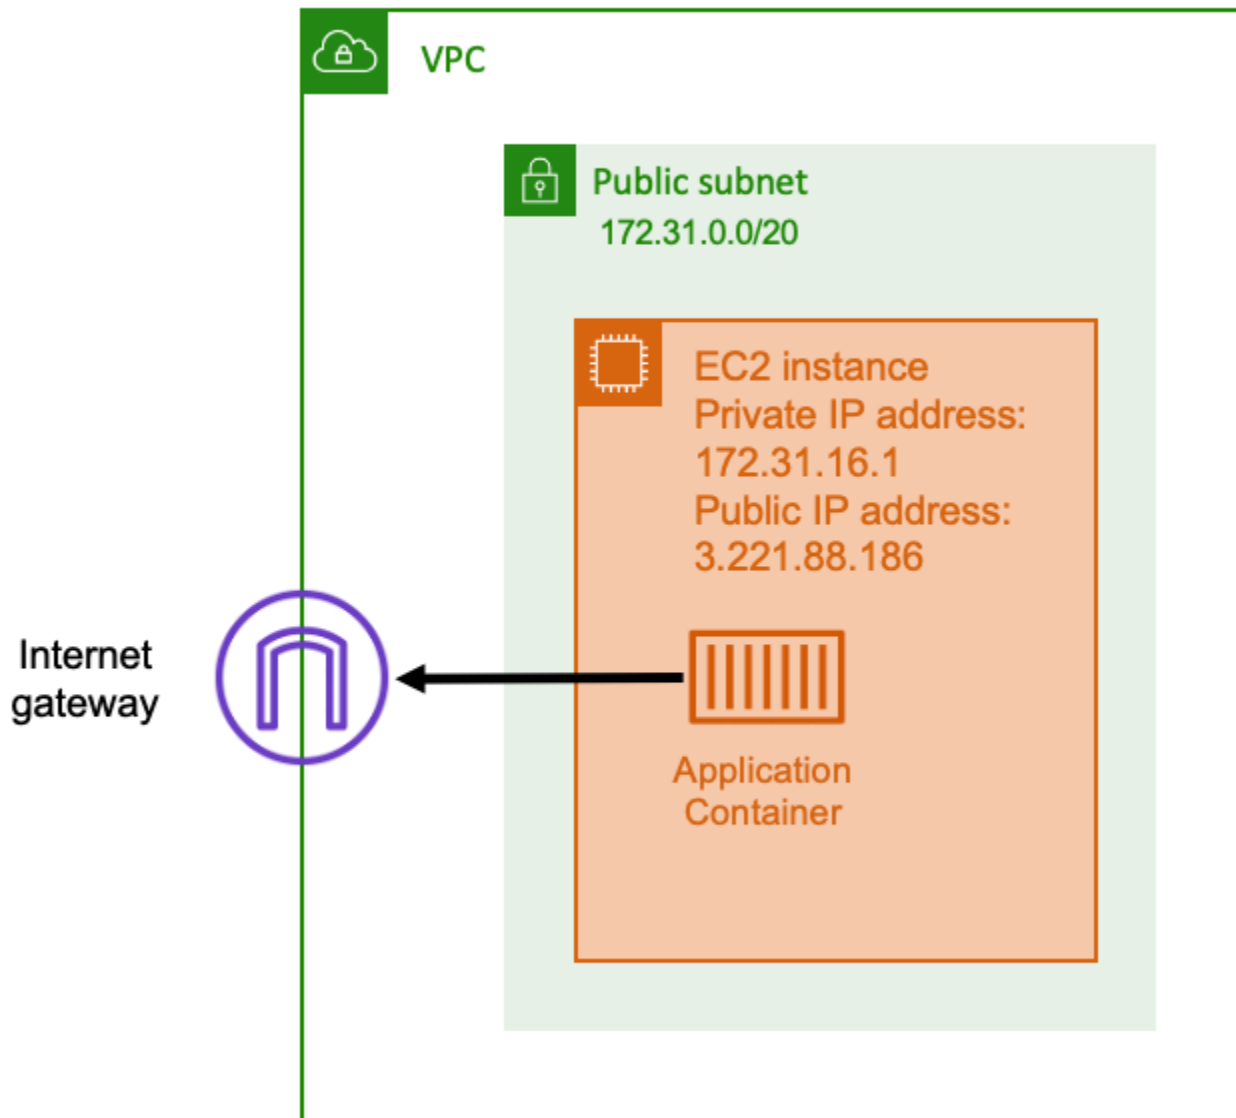 VPC
Public subnet
172.31.0.0/20
EC2 instance
Private IP address:
172.31.16.1
Public IP address:
3.221.88.186
Internet
gateway
Application
Container